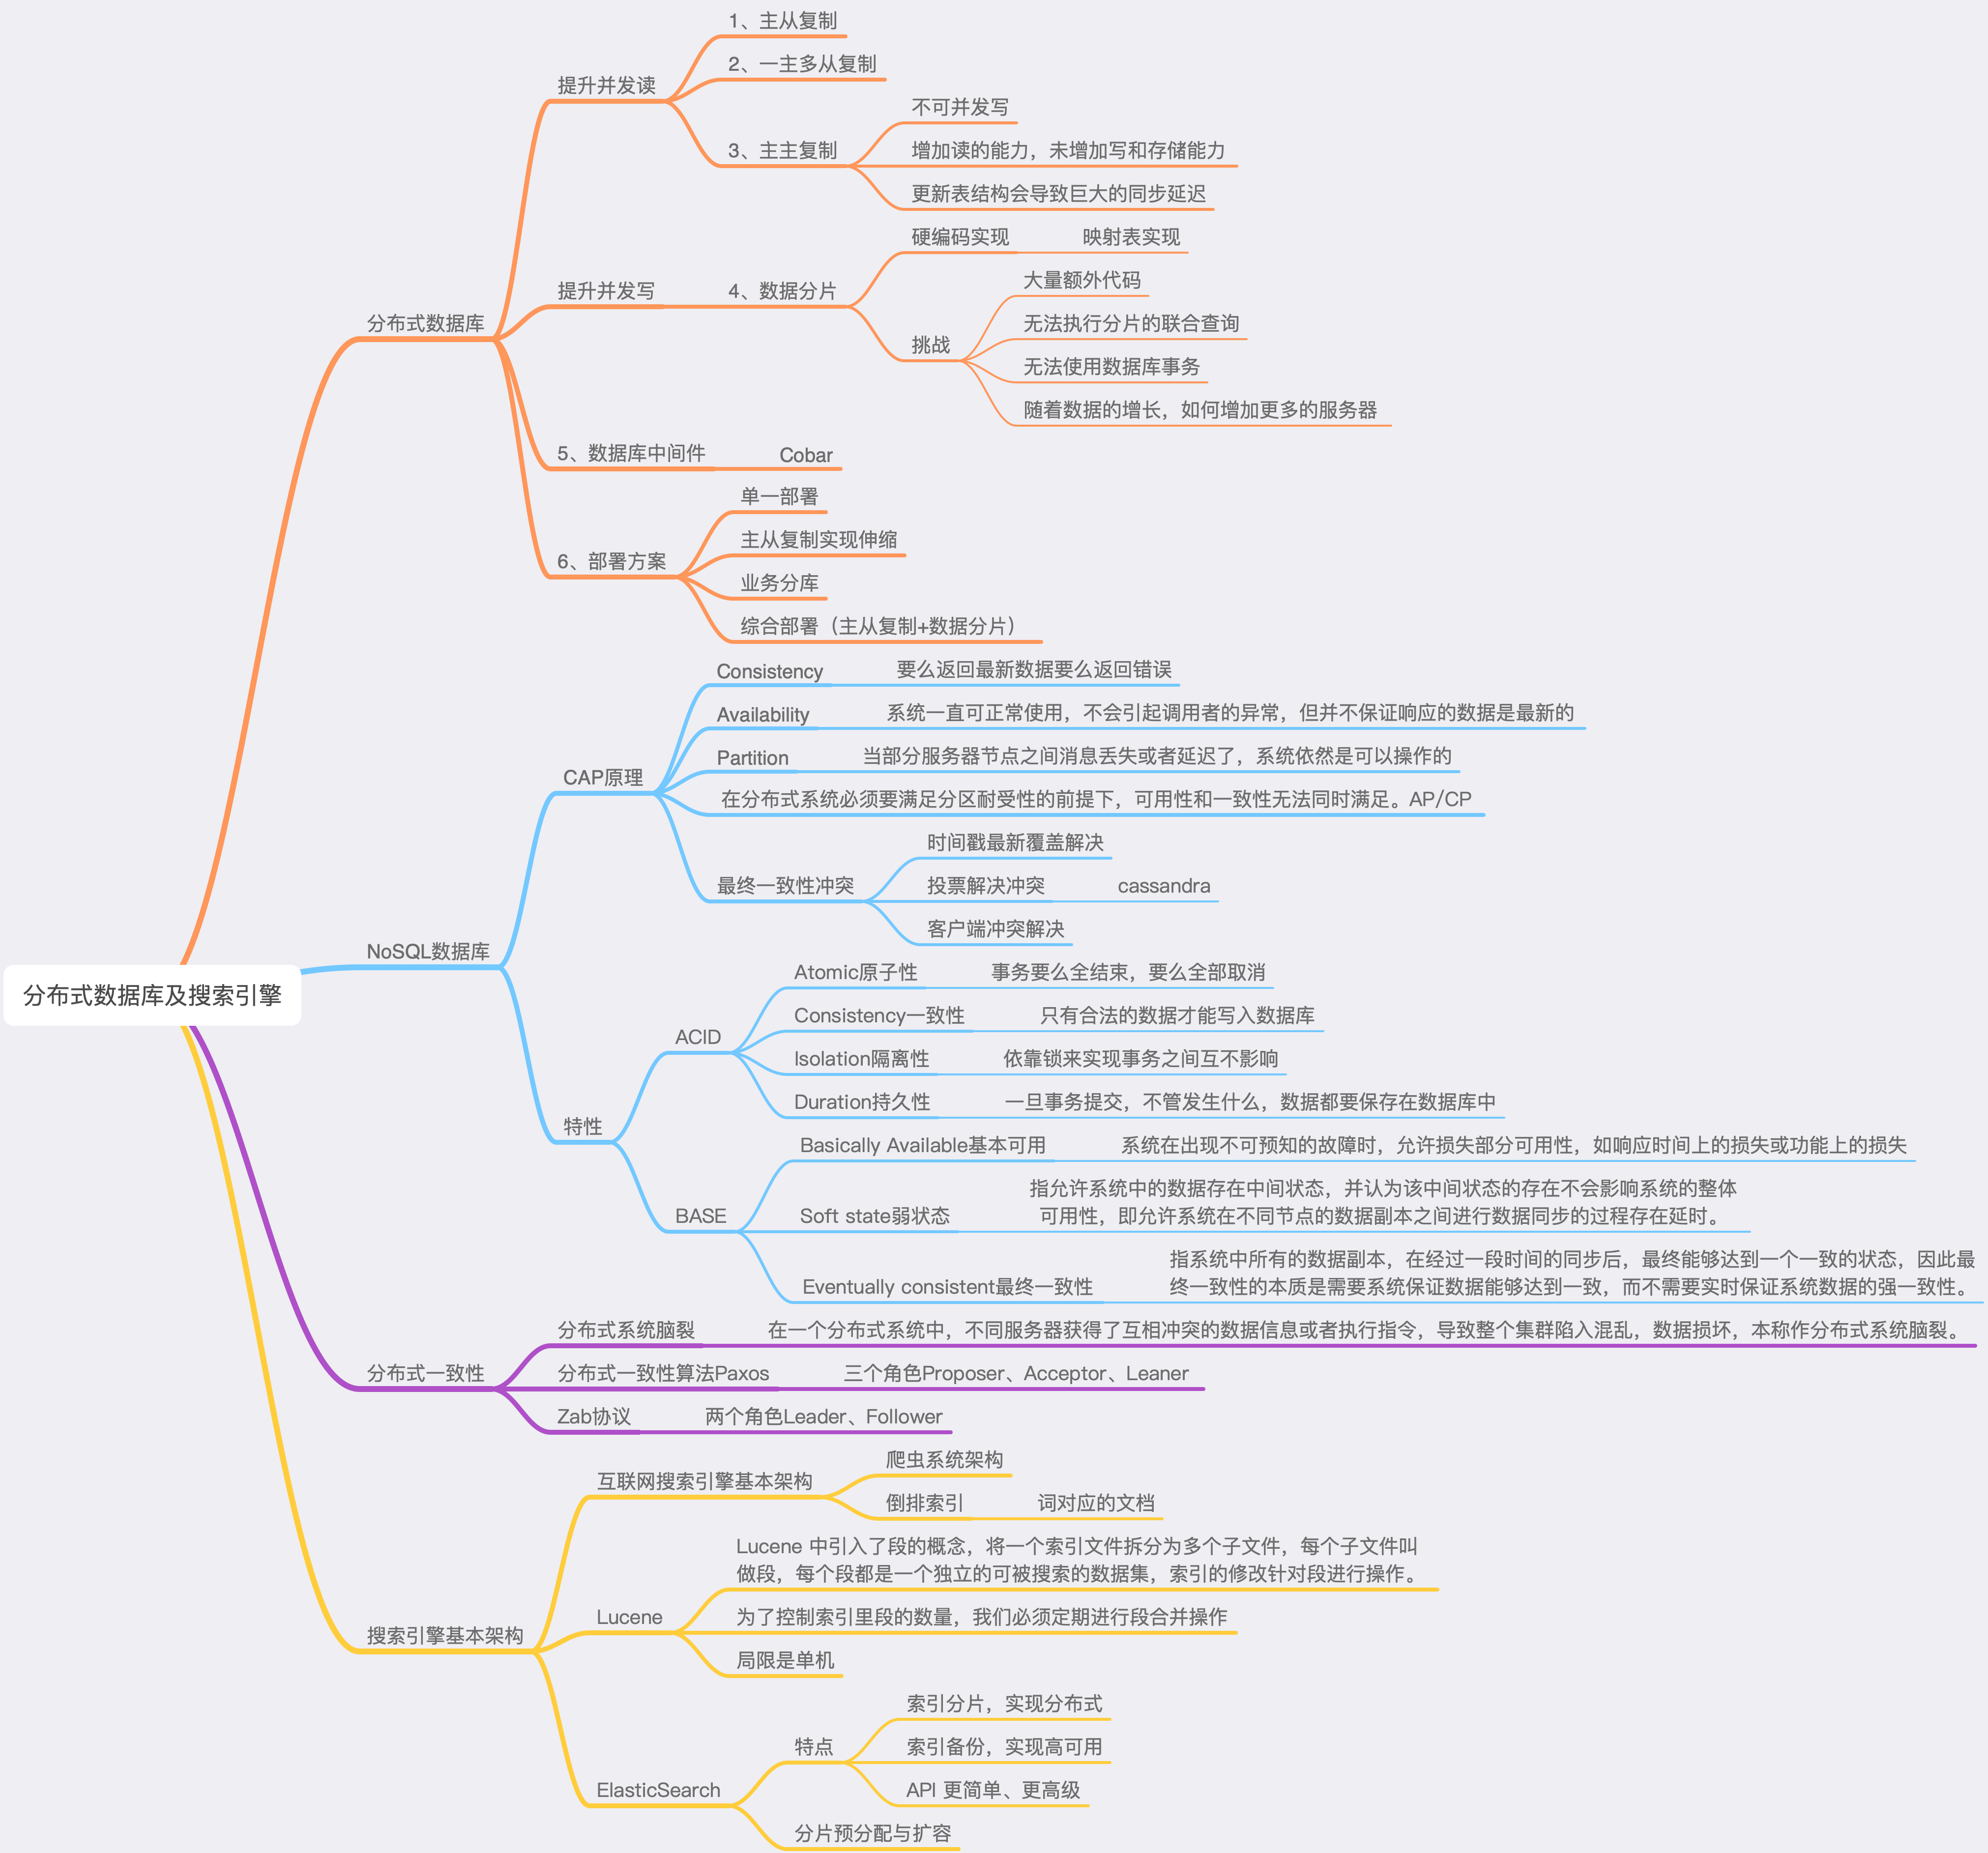 分布式数据库及搜索引擎
分布式数据库
提升并发读
1、主从复制
2、一主多从复制
3、主主复制
不可并发写
增加读的能力，未增加写和存储能力
更新表结构会导致巨大的同步延迟
提升并发写
4、数据分片
硬编码实现
映射表实现
挑战
大量额外代码
无法执行分片的联合查询
无法使用数据库事务
随着数据的增长，如何增加更多的服务器
5、数据库中间件
Cobar
6、部署方案
单一部署
主从复制实现伸缩
业务分库
综合部署（主从复制+数据分片）
NoSQL数据库
CAP原理
Consistency
要么返回最新数据要么返回错误
Availability
系统一直可正常使用，不会引起调用者的异常，但并不保证响应的数据是最新的
Partition
当部分服务器节点之间消息丢失或者延迟了，系统依然是可以操作的
在分布式系统必须要满足分区耐受性的前提下，可用性和一致性无法同时满足。AP/CP
最终一致性冲突
时间戳最新覆盖解决
投票解决冲突
cassandra
客户端冲突解决
特性
ACID
Atomic原子性
事务要么全结束，要么全部取消
Consistency一致性
只有合法的数据才能写入数据库
Isolation隔离性
依靠锁来实现事务之间互不影响
Duration持久性
一旦事务提交，不管发生什么，数据都要保存在数据库中
BASE
Basically Available基本可用
系统在出现不可预知的故障时，允许损失部分可用性，如响应时间上的损失或功能上的损失
Soft state弱状态
指允许系统中的数据存在中间状态，并认为该中间状态的存在不会影响系统的整体
可用性，即允许系统在不同节点的数据副本之间进行数据同步的过程存在延时。
Eventually consistent最终一致性
指系统中所有的数据副本，在经过一段时间的同步后，最终能够达到一个一致的状态，因此最
终一致性的本质是需要系统保证数据能够达到一致，而不需要实时保证系统数据的强一致性。
分布式一致性
分布式系统脑裂
在一个分布式系统中，不同服务器获得了互相冲突的数据信息或者执行指令，导致整个集群陷入混乱，数据损坏，本称作分布式系统脑裂。
分布式一致性算法Paxos
三个角色Proposer、Acceptor、Leaner
Zab协议
两个角色Leader、Follower
搜索引擎基本架构
互联网搜索引擎基本架构
爬虫系统架构
倒排索引
词对应的文档
Lucene
Lucene 中引入了段的概念，将一个索引文件拆分为多个子文件，每个子文件叫
做段，每个段都是一个独立的可被搜索的数据集，索引的修改针对段进行操作。
为了控制索引里段的数量，我们必须定期进行段合并操作
局限是单机
ElasticSearch
特点
索引分片，实现分布式
索引备份，实现高可用
API 更简单、更高级
分片预分配与扩容